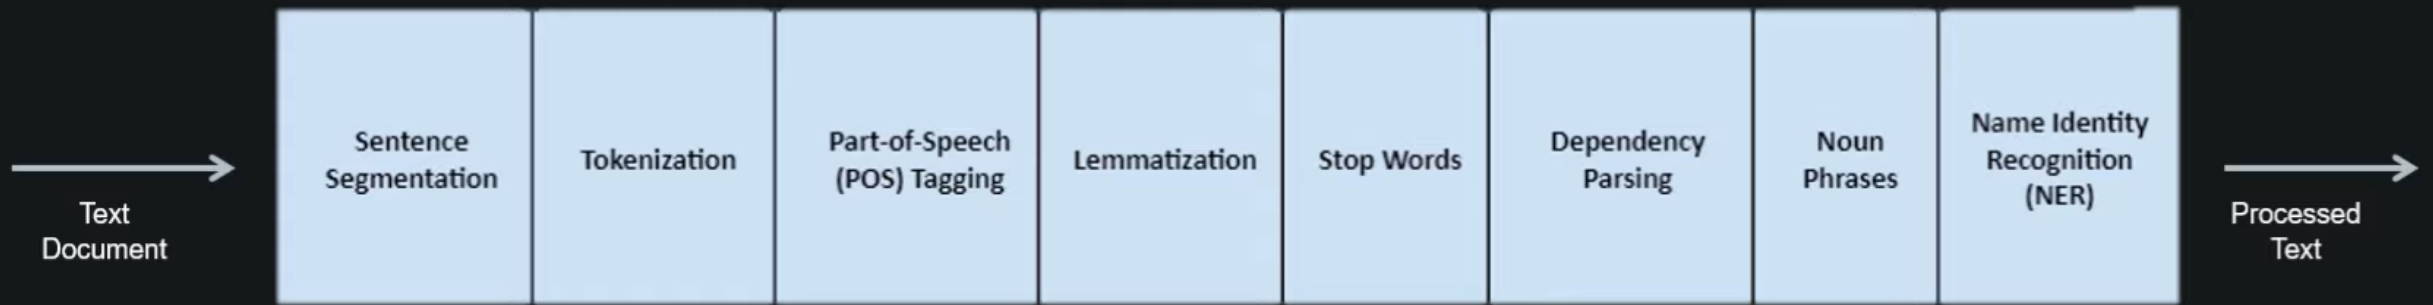 Text
Document
Sentence
Segmentation
Tokenization
Part-of-Speech
(POS) Tagging
Lemmatization
Stop Words
Dependency
Parsing
Noun
Phrases
Name Identity
Recognition
(NER)
Processed
Text